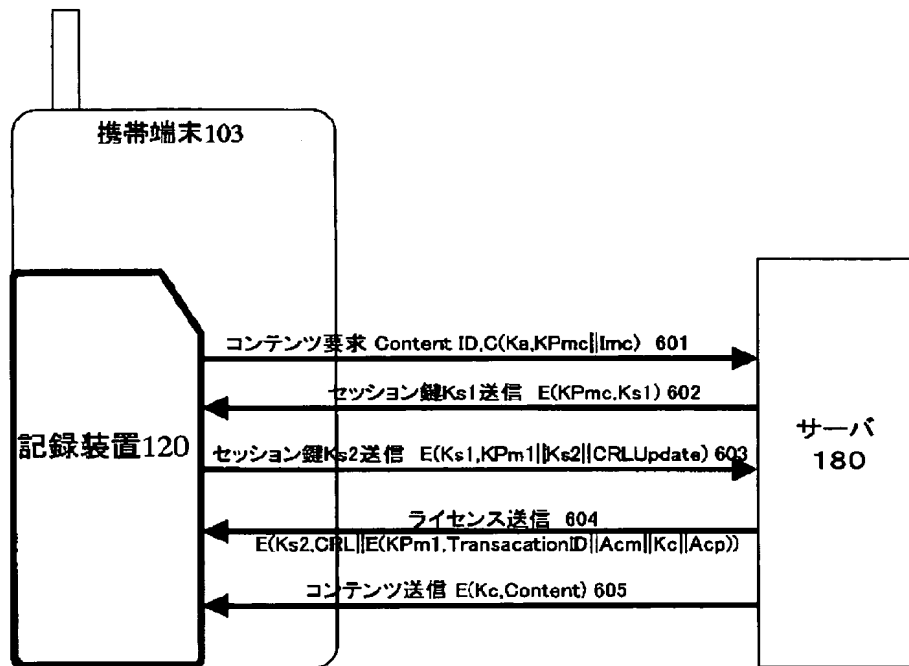 携帯端末103
コンテンツ要求 Content ID,C(Ka,KPmc||Imc) 601
セッション鍵Ks1送信 E(KPmc,Ks1) 602
記録装置120
セッション鍵Ks2送信 E(Ks1,KPm1||Ks2||CRLUpdate) 603
サーバ
180
ライセンス送信 604
E(Ks2,CRL||E(KPm1,TransacationID||Acm||Kc||Acp))
コンテンツ送信 E(Kc,Content) 605